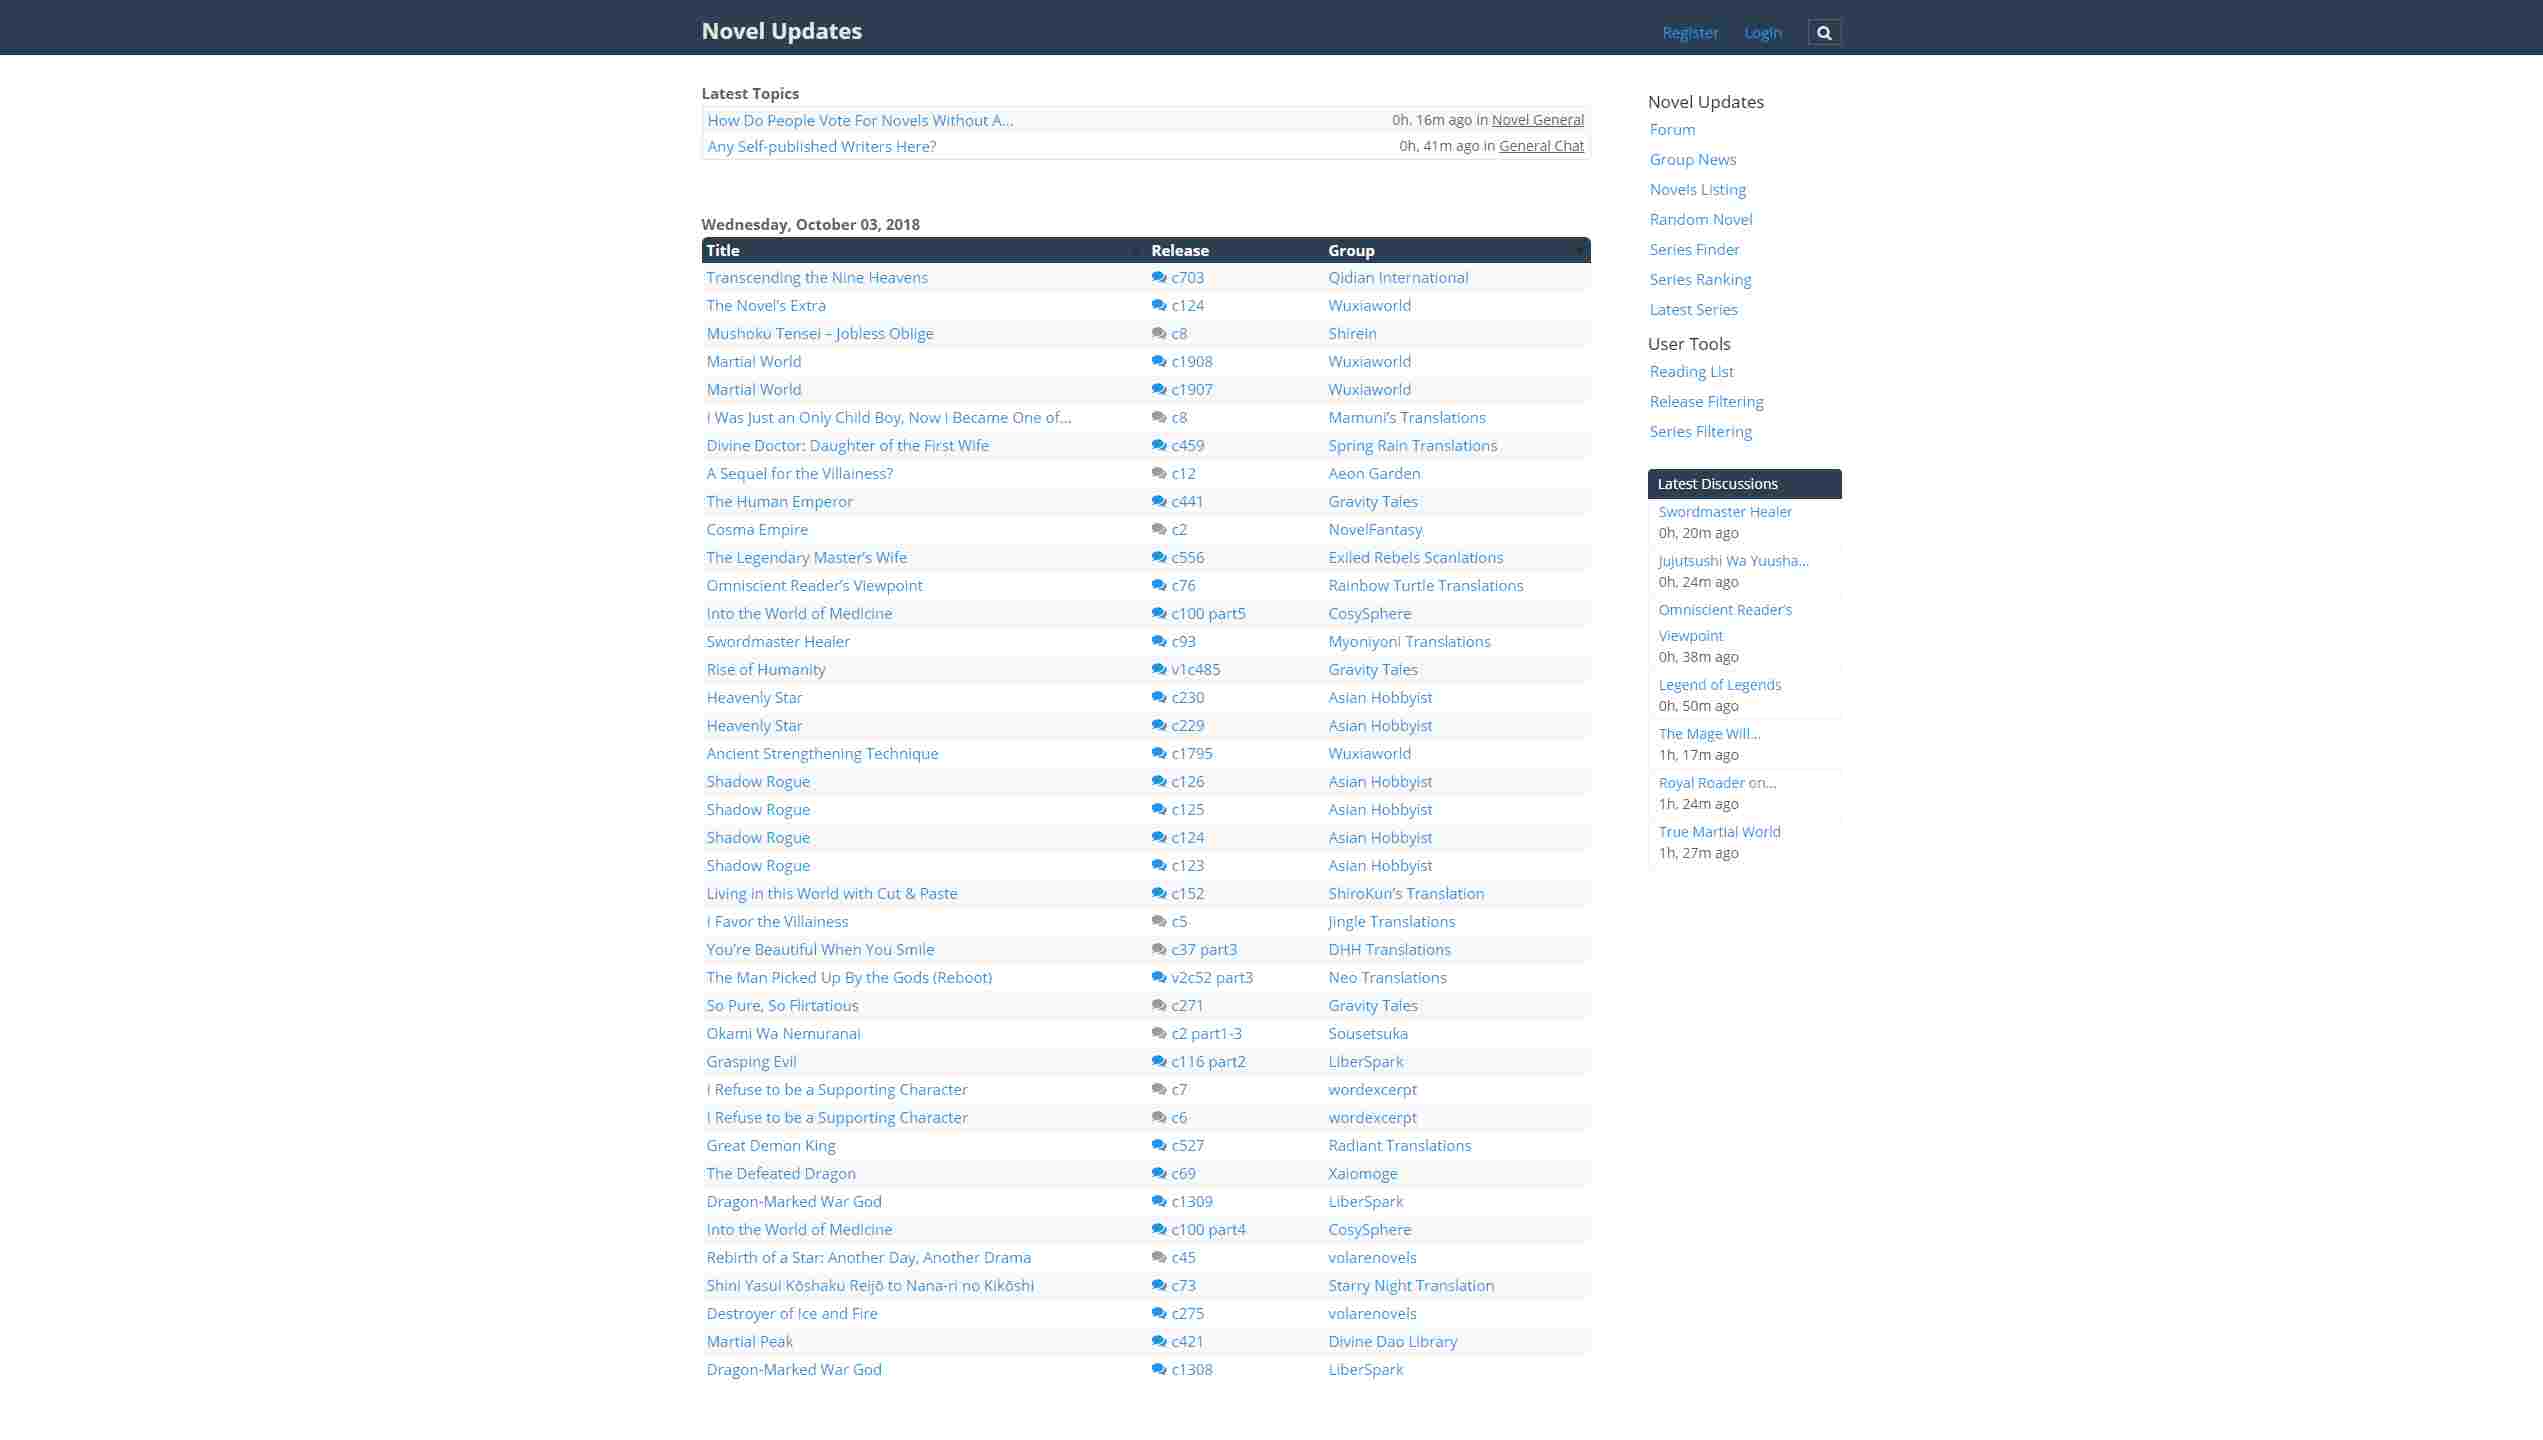 Novel Updates
Register Login
Latest Topics
How Do People Vote For Novels Without A... 0h, 16m ago in Novel General
Any Self-published Writers Here? 0h, 41m ago in General Chat
Wednesday, October 03, 2018
Title Release Group
Transcending the Nine Heavens c703 Qidian International
The Novel's Extra c124 Wuxiaworld
Mushoku Tensei – Jobless Oblige c8 Shirein
Martial World c1908 Wuxiaworld
Martial World c1907 Wuxiaworld
I Was Just an Only Child Boy, Now I Became One of... c8 Mamuni's Translations
Divine Doctor: Daughter of the First Wife c459 Spring Rain Translations
A Sequel for the Villainess? c12 Aeon Garden
The Human Emperor c441 Gravity Tales
Cosma Empire c2 NovelFantasy
The Legendary Master's Wife c556 Exiled Rebels Scanlations
Omniscient Reader's Viewpoint c76 Rainbow Turtle Translations
Into the World of Medicine c100 part5 CosySphere
Swordmaster Healer c93 Myoniyoni Translations
Rise of Humanity v1c485 Gravity Tales
Heavenly Star c230 Asian Hobbyist
Heavenly Star c229 Asian Hobbyist
Ancient Strengthening Technique c1795 Wuxiaworld
Shadow Rogue c126 Asian Hobbyist
Shadow Rogue c125 Asian Hobbyist
Shadow Rogue c124 Asian Hobbyist
Shadow Rogue c123 Asian Hobbyist
Living in this World with Cut & Paste c152 ShiroKun's Translation
I Favor the Villainess c5 Jingle Translations
You're Beautiful When You Smile c37 part3 DHH Translations
The Man Picked Up By the Gods (Reboot) v2c52 part3 Neo Translations
So Pure, So Flirtatious c271 Gravity Tales
Okami Wa Nemuranai c2 part1-3 Sousetsuka
Grasping Evil c116 part2 LiberSpark
I Refuse to be a Supporting Character c7 wordexcerpt
I Refuse to be a Supporting Character c6 wordexcerpt
Great Demon King c527 Radiant Translations
The Defeated Dragon c69 Xaiomoge
Dragon-Marked War God c1309 LiberSpark
Into the World of Medicine c100 part4 CosySphere
Rebirth of a Star: Another Day, Another Drama c45 volarenovels
Shini Yasui Kōshaku Reijō to Nana-ri no Kikōshi c73 Starry Night Translation
Destroyer of Ice and Fire c275 volarenovels
Martial Peak c421 Divine Dao Library
Dragon-Marked War God c1308 LiberSpark
Novel Updates
Forum
Group News
Novels Listing
Random Novel
Series Finder
Series Ranking
Latest Series
User Tools
Reading List
Release Filtering
Series Filtering
Latest Discussions
Swordmaster Healer
0h, 20m ago
Jujutsushi Wa Yuusha...
0h, 24m ago
Omniscient Reader's
Viewpoint
0h, 38m ago
Legend of Legends
0h, 50m ago
The Mage Will...
1h, 17m ago
Royal Roader on...
1h, 24m ago
True Martial World
1h, 27m ago